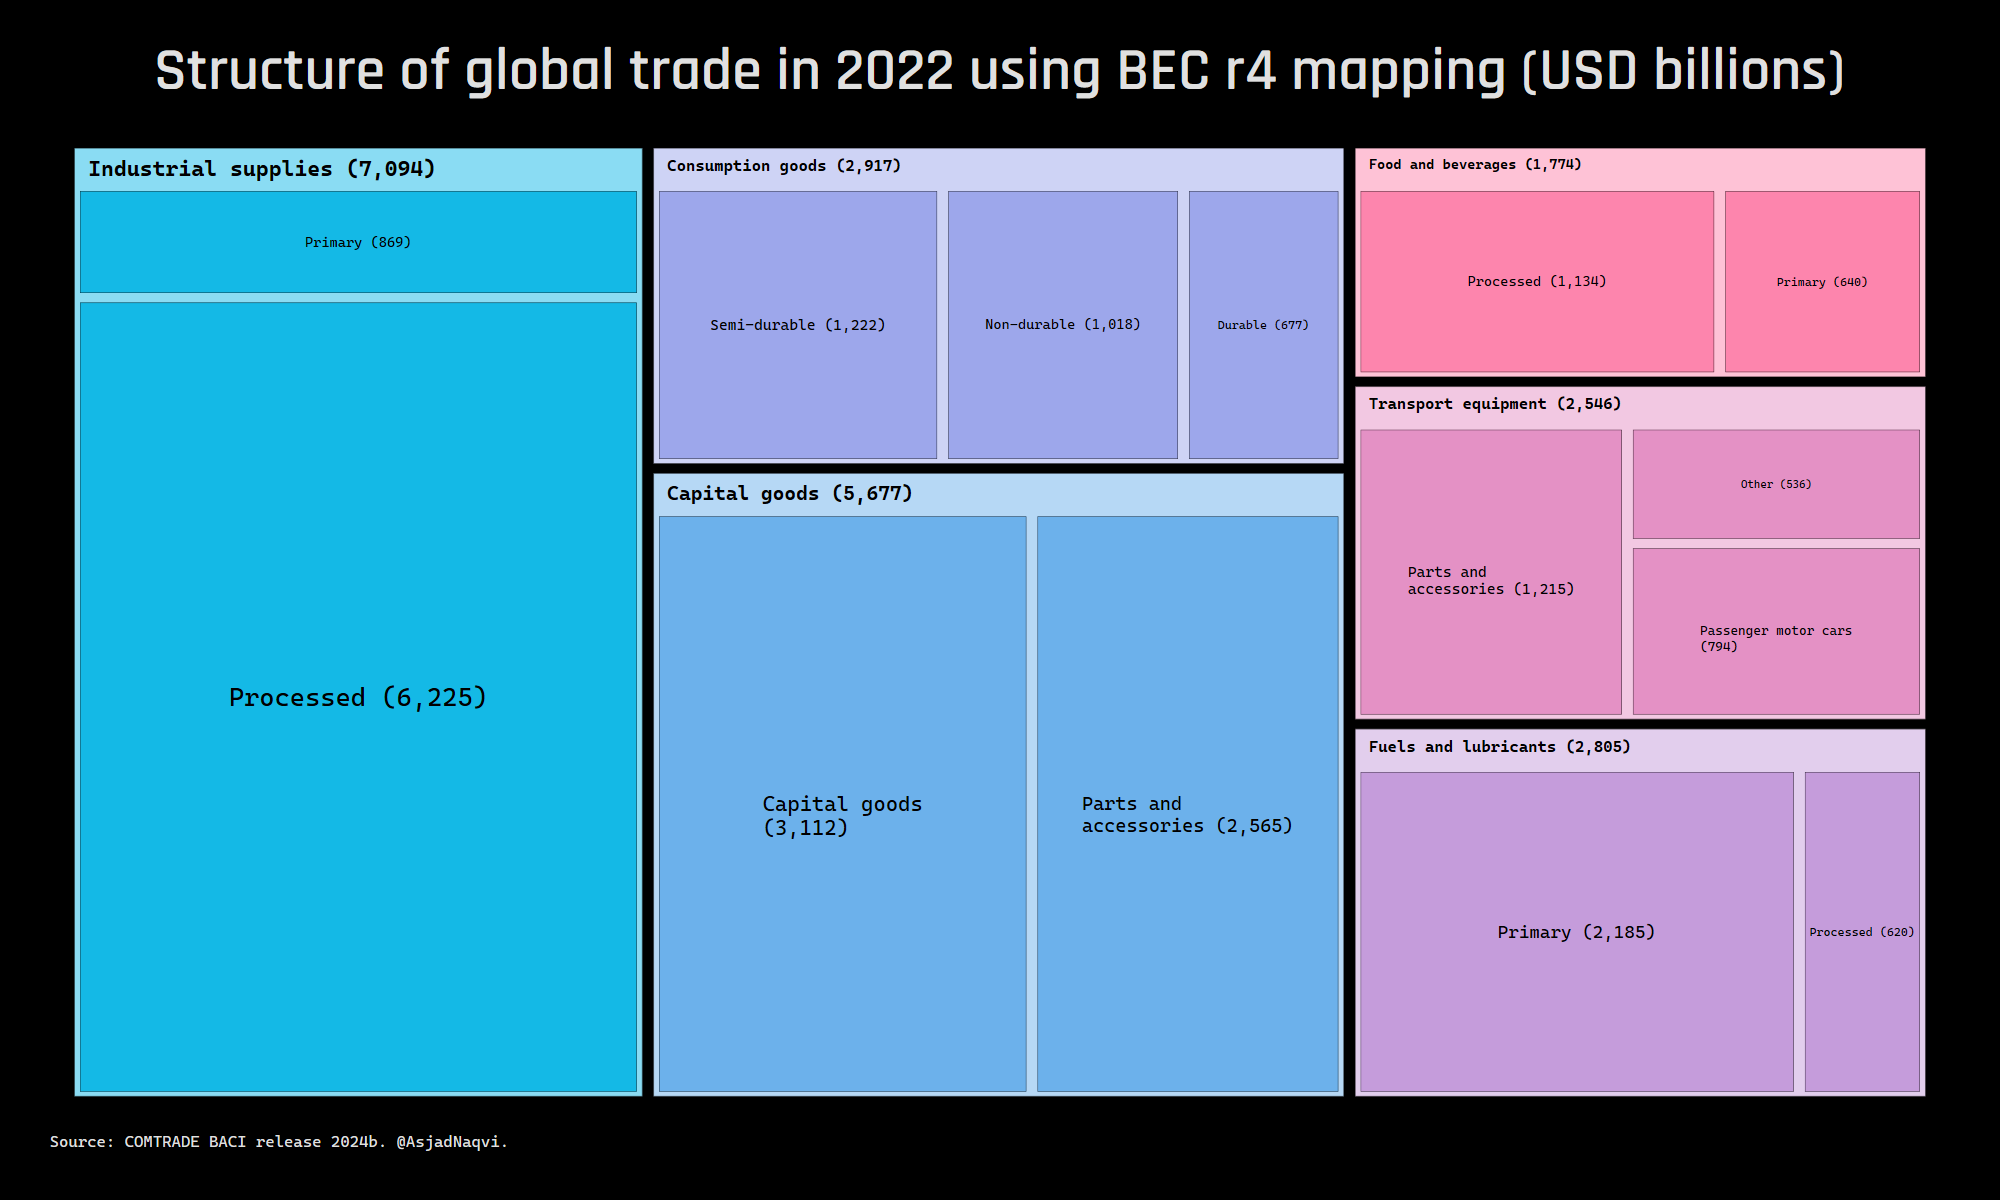 Structure of global trade in 2022 using BEC r4 mapping (USD billions)
Industrial supplies (7,094)
Primary (869)
Processed (6,225)
Consumption goods (2,917)
Semi-durable (1,222)
Non-durable (1,018)
Durable (677)
Capital goods (5,677)
Capital goods
(3,112)
Parts and
accessories (2,565)
Food and beverages (1,774)
Processed (1,134)
Primary (640)
Transport equipment (2,546)
Parts and
accessories (1,215)
Other (536)
Passenger motor cars
(794)
Fuels and lubricants (2,805)
Primary (2,185)
Processed (620)
Source: COMTRADE BACI release 2024b. @AsjadNaqvi.